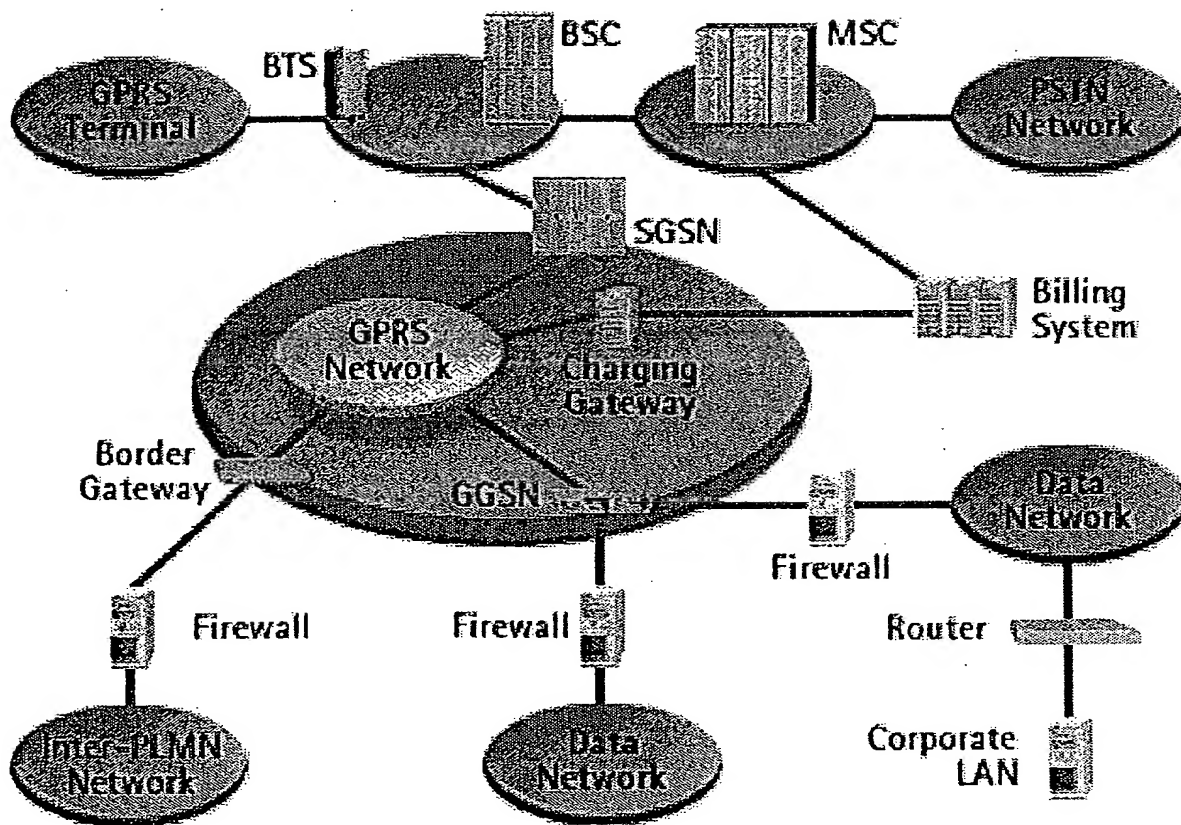 BTS
BSC
MSC
GPRS
Terminal
PSTN
Network
SGSN
GPRS
Network
Charging
Gateway
Billing
System
Border
Gateway
GGSN
Data
Network
Firewall
Firewall
Firewall
Router
Inter-PLMN
Network
Data
Network
Corporate
LAN